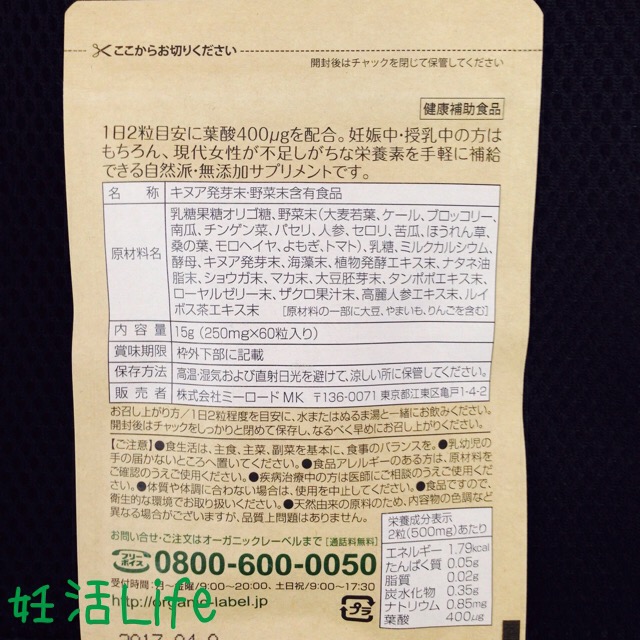 ここからお切りください
開封後はチャックを閉じて保管してください
健康補助食品
1日2粒目安に葉酸400μgを配合。妊娠中・授乳中の方は
もちろん、現代女性が不足しがちな栄養素を手軽に補給
できる自然派・無添加サプリメントです。
名 称 キヌア発芽末・野菜末含有食品
原材料名 乳糖果糖オリゴ糖、野菜末(大麦若葉、ケール、ブロッコリー、
南瓜、チンゲン菜、パセリ、人参、セロリ、苦瓜、ほうれん草、
桑の葉、モロヘイヤ、よもぎ、トマト)、乳糖、ミルクカルシウム、
酵母、キヌア発芽末、海藻末、植物発酵エキス末、ナタネ油
脂末、ショウガ末、マカ末、大豆胚芽末、タンポポエキス末、ロ
ーヤルゼリー末、ザクロ果汁末、高麗人参エキス末、ルイ
ボス茶エキス末 [原材料の一部に大豆、やまいも、りんごを含む]
内 容 量 15g(250mg×60粒入り)
賞味期限 枠外下部に記載
保存方法 高温・湿気および直射日光を避けて、涼しい所に保管してください。
販 売 者 株式会社ミーロードMK 〒136-0071 東京都江東区亀戸1-4-2
お召し上がり方/1日2粒程度を目安に、水またはぬるま湯と一緒にお飲みください。
開封後はチャックをしっかりと閉めて保存し、なるべく早めにお召し上がりください。
【ご注意】●食生活は、主食、主菜、副菜を基本に、食事のバランスを。●乳幼児の
手の届かないところへ置いてください。●食品アレルギーのある方は、原材料を
ご確認のうえご使用ください。●疾病治療中の方は医師にご相談のうえご使用くだ
さい。●体質や体調に合わない場合は、使用を中止してください。●食品ですので、
衛生的な環境でお取り扱いください。●天然由来の原料のため、内容物の色調など
異なる場合がございますが、品質上問題はありません。
お問い合せ・ご注文はオーガニックレーベルまで [通話料無料]
フリーボイス 0800-600-0050
受付時間:月~金曜/9:00~20:00、土日祝/9:00~17:30
http://organic-label.jp
プラ
栄養成分表示
2粒(500mg)あたり
エネルギー 1.79kcal
たんぱく質 0.05g
脂質 0.02g
炭水化物 0.35g
ナトリウム 0.85mg
葉酸 400μg
妊活Life